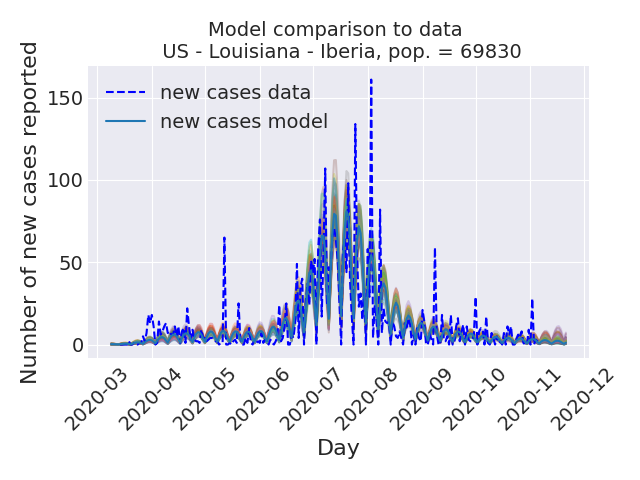 Model comparison to data
US - Louisiana - Iberia, pop. = 69830
Number of new cases reported
150
100
50
0
new cases data
new cases model
2020-03
2020-04
2020-05
2020-06
2020-07
2020-08
2020-09
2020-10
2020-11
2020-12
Day